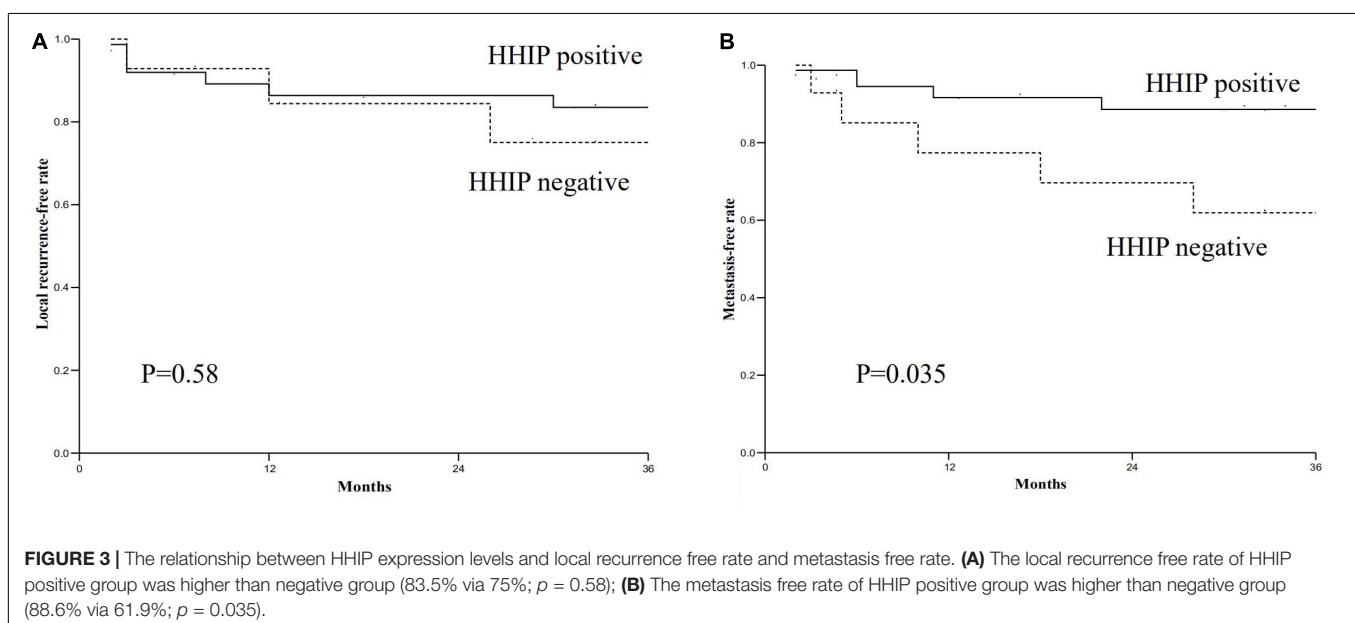 A
1.0
0.8
0.6
0.4
0.2
0.0
Local recurrence-free rate
HHIP positive
HHIP negative
P=0.58
0 12 24 36
Months
B
1.0
0.8
0.6
0.4
0.2
0.0
Metastasis-free rate
HHIP positive
HHIP negative
P=0.035
0 12 24 36
Months
FIGURE 3 | The relationship between HHIP expression levels and local recurrence free rate and metastasis free rate. (A) The local recurrence free rate of HHIP
positive group was higher than negative group (83.5% via 75%; p = 0.58); (B) The metastasis free rate of HHIP positive group was higher than negative group
(88.6% via 61.9%; p = 0.035).